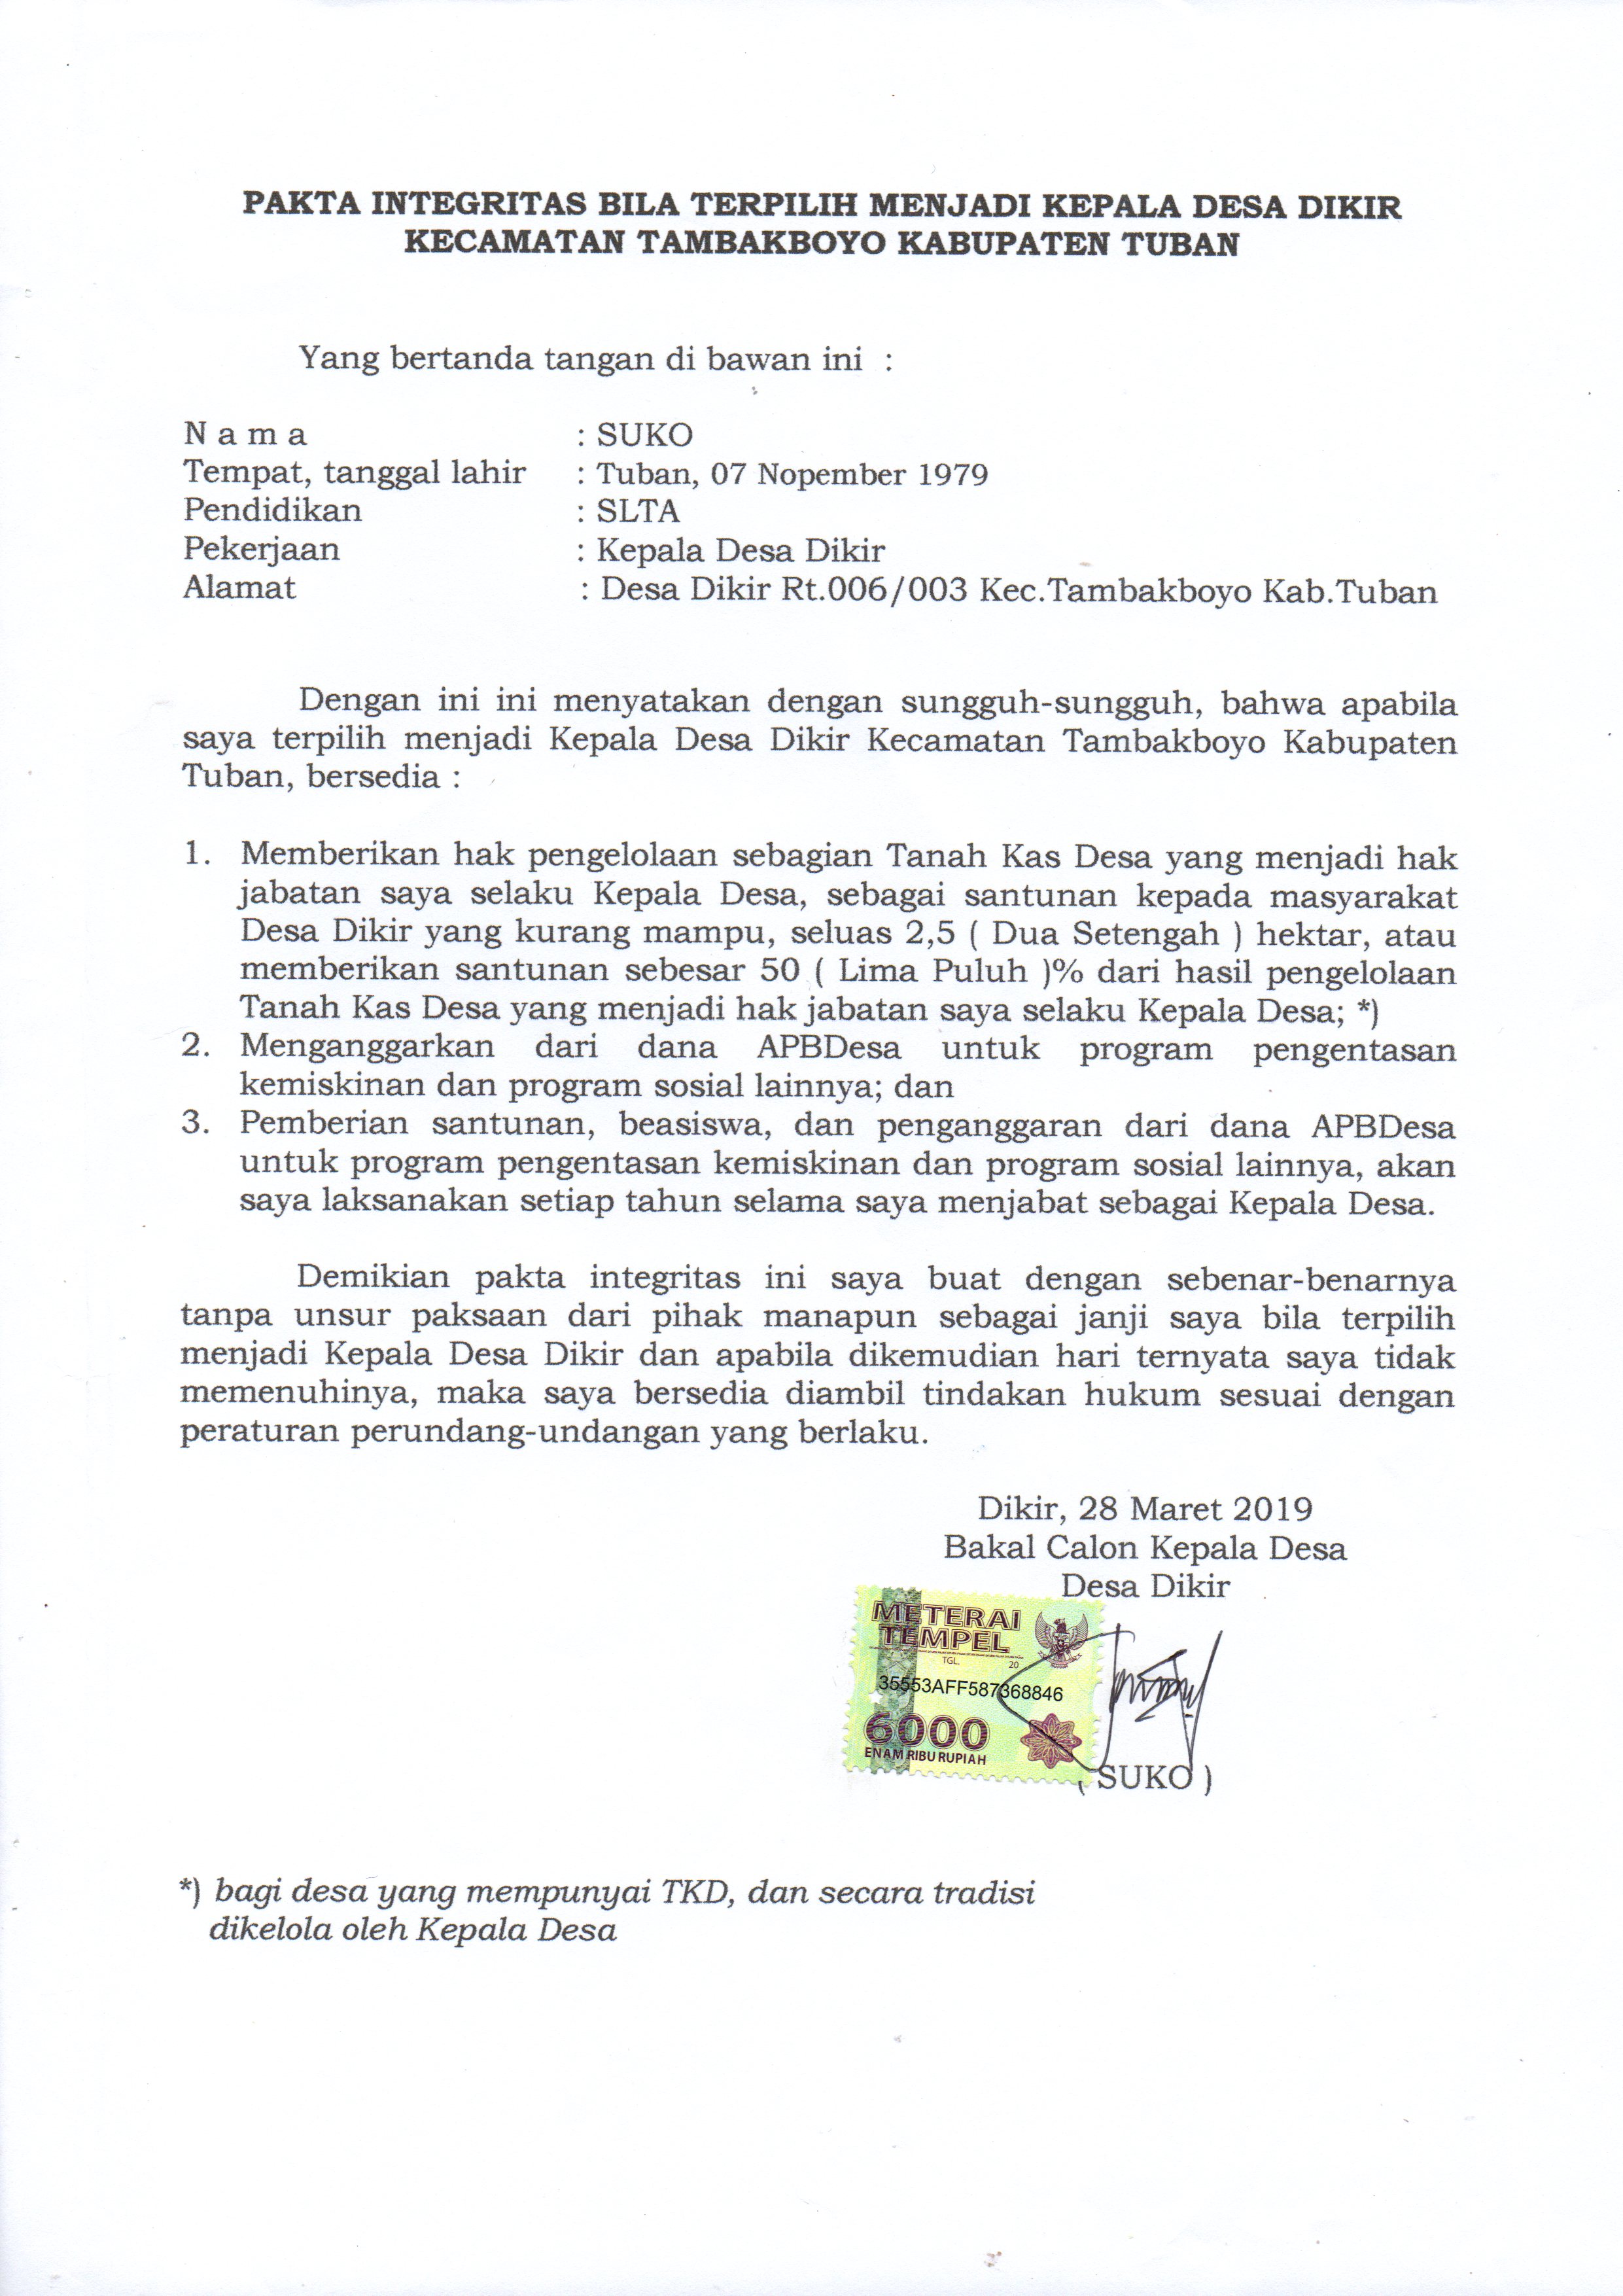 PAKTA INTEGRITAS BILA TERPILIH MENJADI KEPALA DESA DIKIR
KECAMATAN TAMBAKBOYO KABUPATEN TUBAN
Yang bertanda tangan di bawan ini :
N a m a : SUKO
Tempat, tanggal lahir : Tuban, 07 Nopember 1979
Pendidikan : SLTA
Pekerjaan : Kepala Desa Dikir
Alamat : Desa Dikir Rt.006/003 Kec.Tambakboyo Kab.Tuban
Dengan ini ini menyatakan dengan sungguh-sungguh, bahwa apabila
saya terpilih menjadi Kepala Desa Dikir Kecamatan Tambakboyo Kabupaten
Tuban, bersedia :
1. Memberikan hak pengelolaan sebagian Tanah Kas Desa yang menjadi hak
jabatan saya selaku Kepala Desa, sebagai santunan kepada masyarakat
Desa Dikir yang kurang mampu, seluas 2,5 ( Dua Setengah ) hektar, atau
memberikan santunan sebesar 50 ( Lima Puluh )% dari hasil pengelolaan
Tanah Kas Desa yang menjadi hak jabatan saya selaku Kepala Desa; *)
2. Menganggarkan dari dana APBDesa untuk program pengentasan
kemiskinan dan program sosial lainnya; dan
3. Pemberian santunan, beasiswa, dan penganggaran dari dana APBDesa
untuk program pengentasan kemiskinan dan program sosial lainnya, akan
saya laksanakan setiap tahun selama saya menjabat sebagai Kepala Desa.
Demikian pakta integritas ini saya buat dengan sebenar-benarnya
tanpa unsur paksaan dari pihak manapun sebagai janji saya bila terpilih
menjadi Kepala Desa Dikir dan apabila dikemudian hari ternyata saya tidak
memenuhinya, maka saya bersedia diambil tindakan hukum sesuai dengan
peraturan perundang-undangan yang berlaku.
Dikir, 28 Maret 2019
Bakal Calon Kepala Desa
Desa Dikir
METERAI
TEMPEL
TGL. 20
35553AFF587368846
6000
ENAM RIBU RUPIAH
( SUKO )
*) bagi desa yang mempunyai TKD, dan secara tradisi
dikelola oleh Kepala Desa